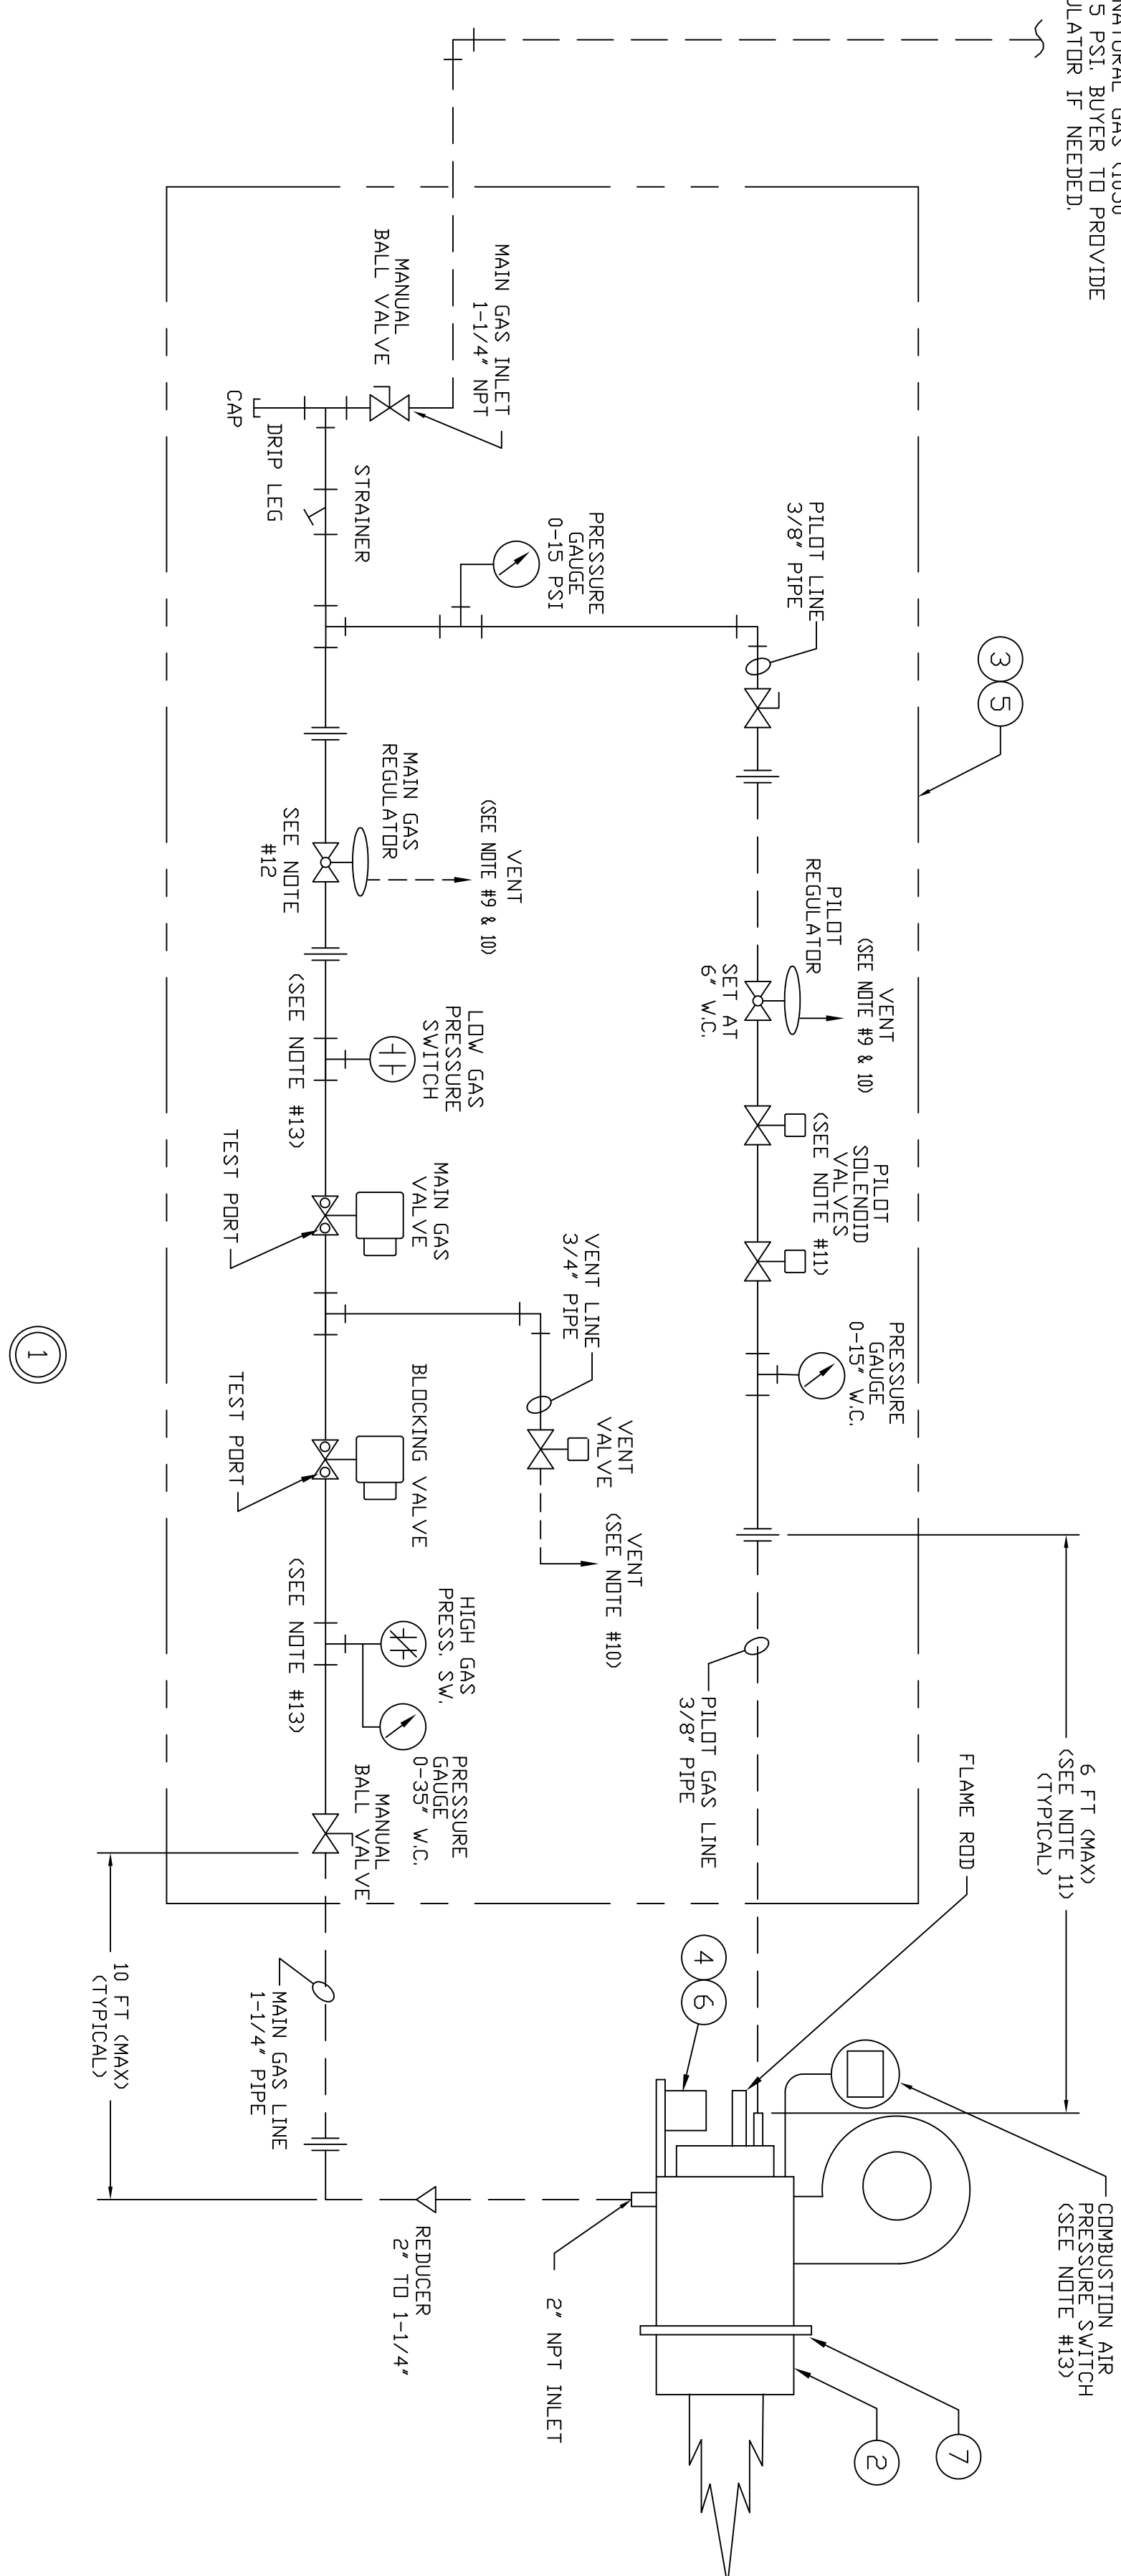 NATURAL GAS (1030
5 PSI. BUYER TO PROVIDE
ULATOR IF NEEDED.
3
5
6 FT (MAX)
(SEE NOTE 11)
(TYPICAL)
COMBUSTION AIR
PRESSURE SWITCH
(SEE NOTE #13)
FLAME ROD
7
2
4
6
PILOT LINE
3/8" PIPE
VENT
(SEE NOTE #9 & 10)
PILOT
REGULATOR
SET AT
6" W.C.
PILOT
SOLENOID
VALVES
(SEE NOTE #11)
PRESSURE
GAUGE
0-15" W.C.
PILOT GAS LINE
3/8" PIPE
PRESSURE
GAUGE
0-15 PSI
MAIN GAS INLET
1-1/4" NPT
MANUAL
BALL VALVE
CAP
DRIP LEG
STRAINER
VENT
(SEE NOTE #9 & 10)
MAIN GAS
REGULATOR
SEE NOTE
#12
LOW GAS
PRESSURE
SWITCH
(SEE NOTE #13)
MAIN GAS
VALVE
TEST PORT
VENT LINE
3/4" PIPE
VENT
VALVE
VENT
(SEE NOTE #10)
BLOCKING VALVE
TEST PORT
HIGH GAS
PRESS. SW.
(SEE NOTE #13)
PRESSURE
GAUGE
0-35" W.C.
MANUAL
BALL VALVE
MAIN GAS LINE
1-1/4" PIPE
10 FT (MAX)
(TYPICAL)
REDUCER
2" TO 1-1/4"
2" NPT INLET
1